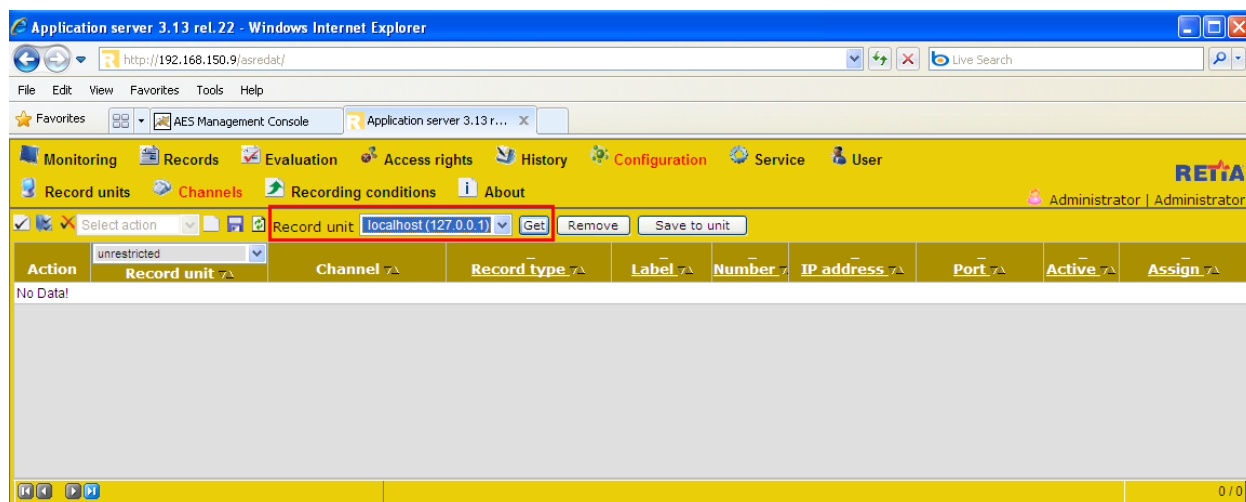 Application server 3.13 rel.22 - Windows Internet Explorer
http://192.168.150.9/asredat/
Live Search
File Edit View Favorites Tools Help
Favorites AES Management Console Application server 3.13 r... X
Monitoring Records Evaluation Access rights History Configuration Service User
RETIA
Record units Channels Recording conditions About
Administrator | Administrator
Select action Record unit localhost (127.0.0.1) Get Remove Save to unit
unrestricted
Action Record unit Channel Record type Label Number IP address Port Active Assign
No Data!
0 / 0